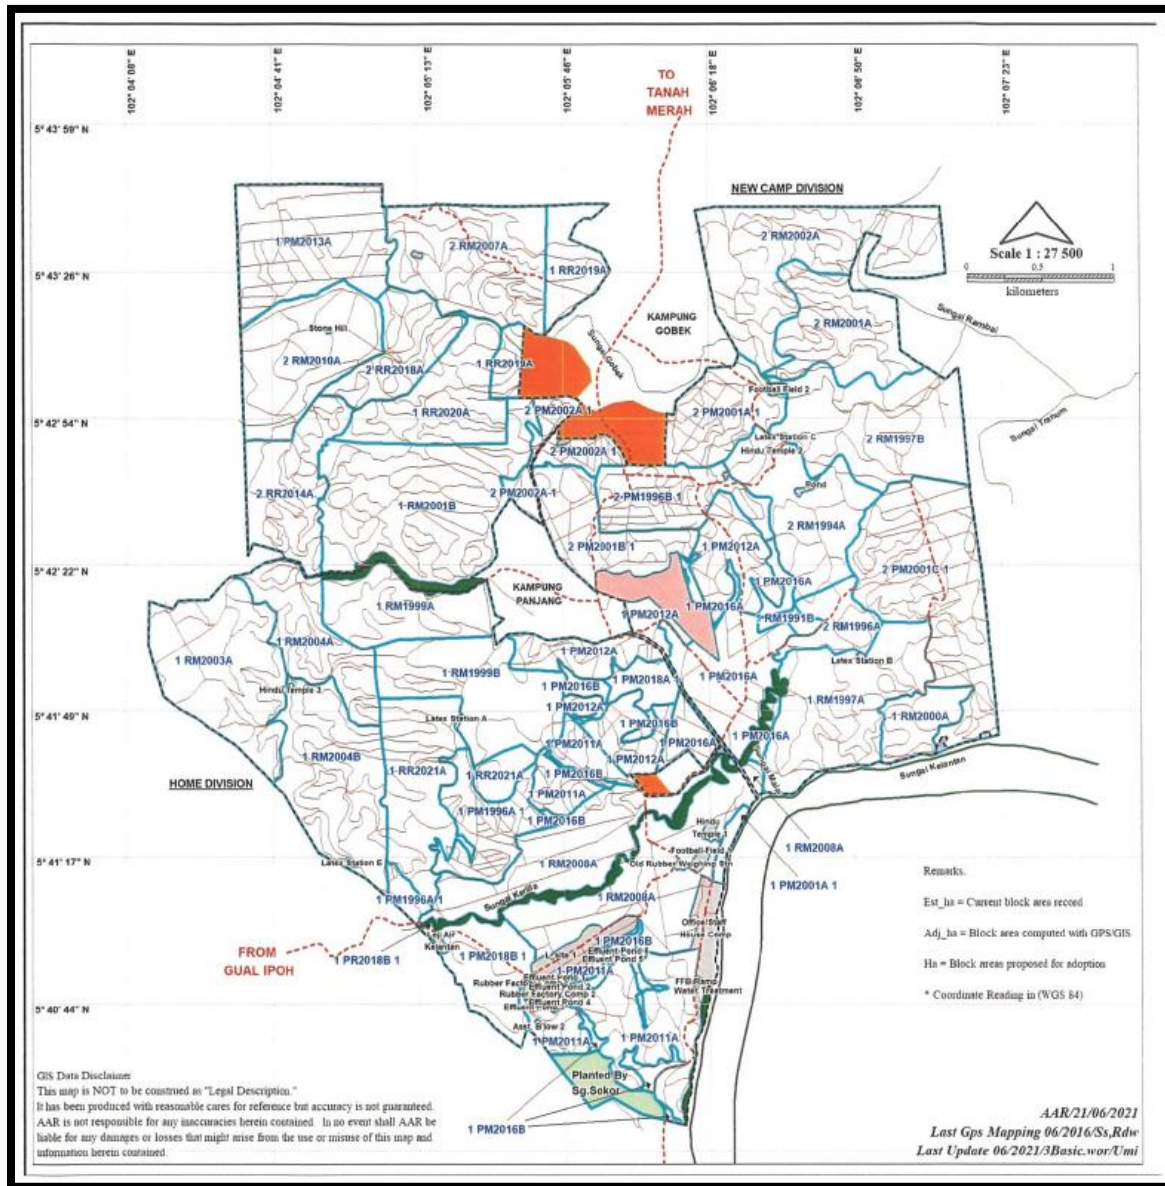 102° 04' 08" E
102° 04' 41" E
102° 05' 13" E
102° 05' 46" E
102° 06' 18" E
102° 06' 50" E
102° 07' 23" E
TO
TANAH
MERAH
5° 43' 59" N
NEW CAMP DIVISION
1 PM2013A
2 RM2007A
2 RM2002A
Scale 1 : 27 500
0 0.5 1
kilometers
5° 43' 26" N
1 RR2019A
Sungai Rambai
KAMPUNG
GOBEK
2 RM2001A
Stone Hill
Sungai Gobek
2 RM2010A
2 RR2018A
1 RR2019A
Football Field 2
1 RR2020A
2 PM2002A 1
2 PM2001A 1
5° 42' 54" N
Sungai Tranum
Latex Station C
2 RM1997B
Hindu Temple 2
2 PM2002A 1
2 RR2014A
2 PM2002A 1
2 PM1996B 1
Pond
1 RM2001B
2 RM1994A
2 PM2001B 1
1 PM2012A
5° 42' 22" N
2 PM2001C 1
1 PM2016A
KAMPUNG
PANJANG
1 RM1999A
1 PM2016A
1 PM2012A
1 RM1991B
2 RM1996A
1 RM2004A
1 PM2012A
1 RM2003A
Latex Station B
1 RM1999B
1 PM2018A
1 PM2016A
1 PM2016B
Hindu Temple 3
1 RM1997A
1 PM2012A
5° 41' 49" N
Latex Station A
1 PM2016B
1 RM2000A
1 PM2016A
1 PM2011A
1 PM2016A
1 RM2004B
1 PM2012A
Sungai Mala
1 RR2021A
1 RR2021A
1 PM2016B
Sungai Kelantan
HOME DIVISION
1 PM2011A
1 PM1996A 1
1 PM2016B
Hindu
Temple 1
1 RM2008A
Football Field 1
5° 41' 17" N
Latex Station E
1 RM2008A
Old Rubber Weighing Stn
Remarks.
1 PM2001A 1
Sungai Kerilla
1 RM2008A
1 PM1996A 1
Est_ha = Current block area record
Office/Staff
House Comp
Adj_ha = Block area computed with GPS/GIS
FROM
GUAL IPOH
Loji Air
Kelantan
1 PR2018B 1
1 PM2018B 1
1 PM2016B
Effluent Pond 6
Effluent Pond 5
Ha = Block areas proposed for adoption
1 PM2011A
Effluent Pond 2
Rubber Factory Comp 2
Effluent Pond 4
FFB Ramp
Water Treatment
* Coordinate Reading in (WGS 84)
5° 40' 44" N
Asst. B'low 2
1 PM2011A
1 PM2011A
Planted By
Sg.Sokor
1 PM2016B
GIS Data Disclaimer
This map is NOT to be construed as "Legal Description."
It has been produced with reasonable cares for reference but accuracy is not guaranteed.
AAR is not responsible for any inaccuracies herein contained. In no event shall AAR be
liable for any damages or losses that might arise from the use or misuse of this map and
information herein contained.
AAR/21/06/2021
Last Gps Mapping 06/2016/Ss,Rdw
Last Update 06/2021/3Basic.wor/Umi